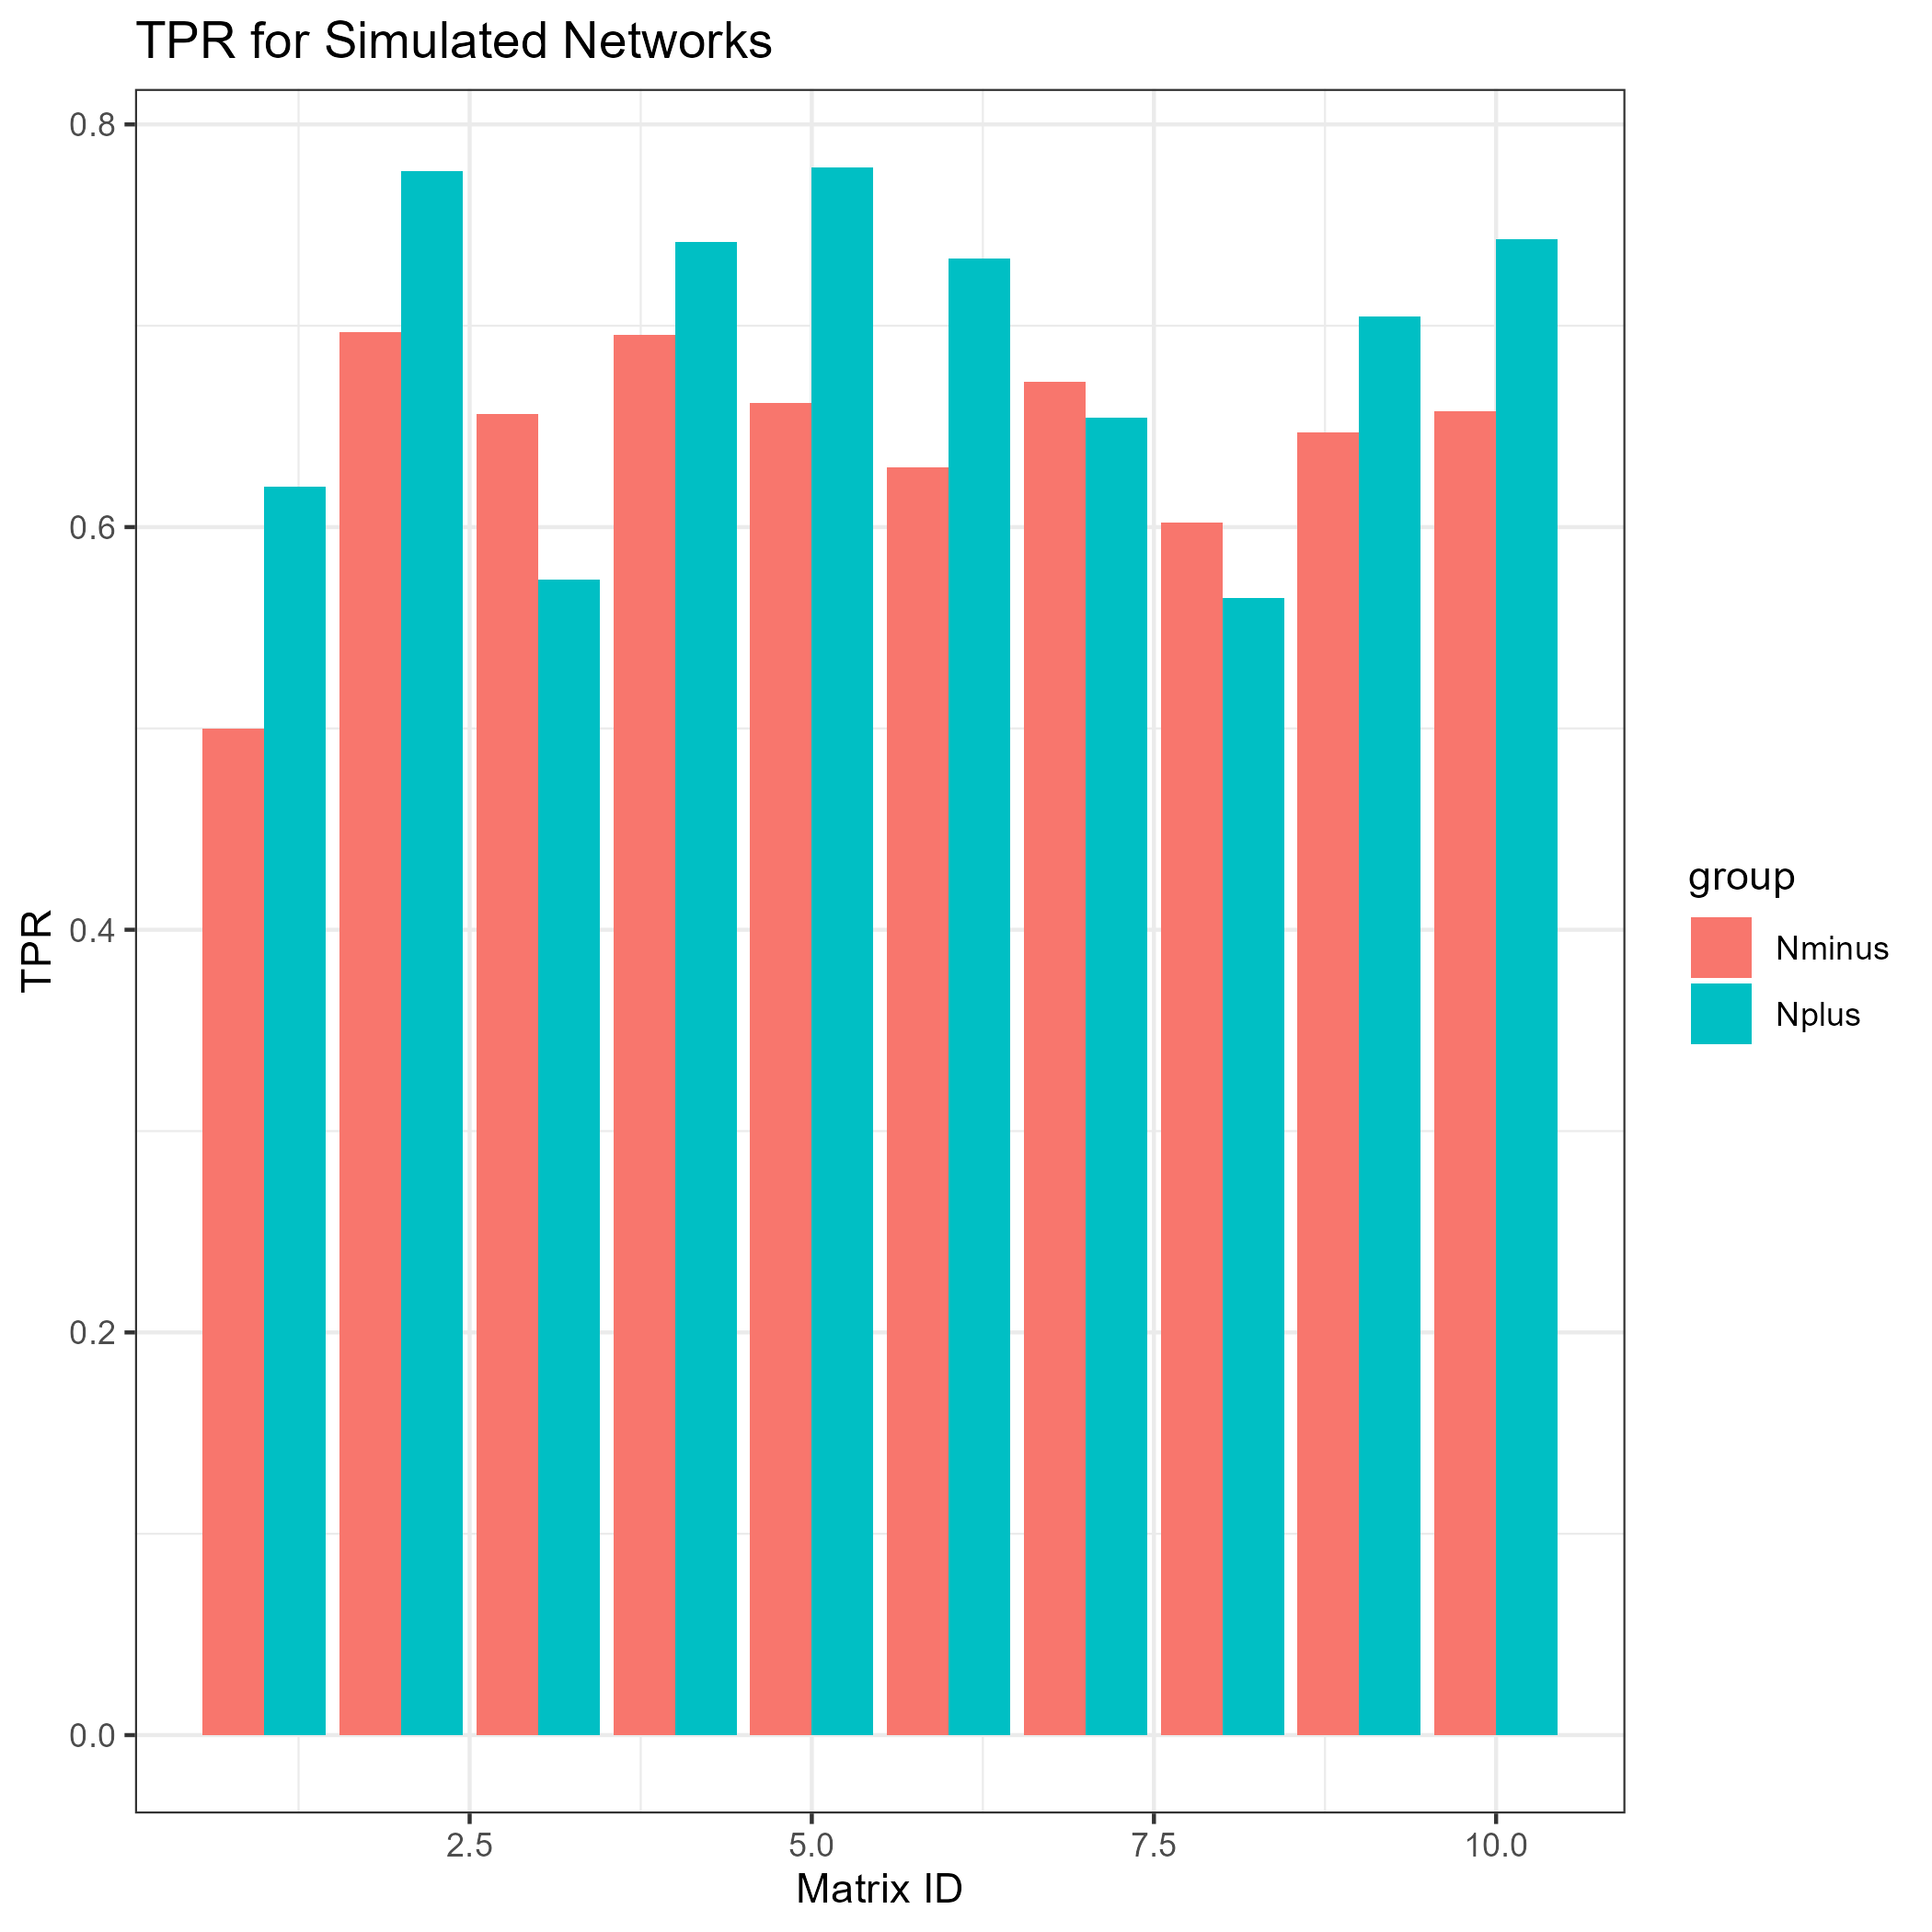 TPR for Simulated Networks
0.8
0.6
0.4
0.2
0.0
TPR
2.5 5.0 7.5 10.0
Matrix ID
group
Nminus
Nplus